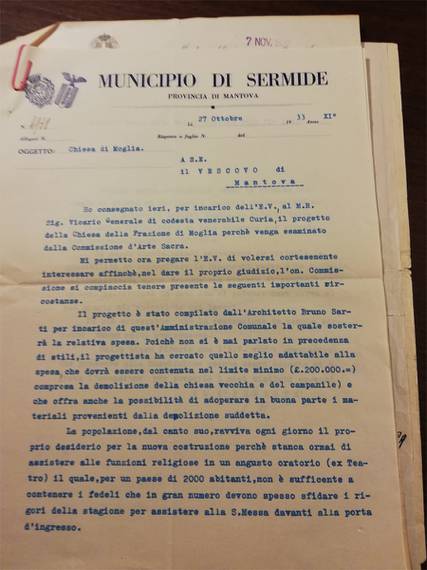 7 NOV.
MUNICIPIO DI SERMIDE
PROVINCIA DI MANTOVA
li 27 Ottobre 1933 Anno XI°
N.
Allegati N.
Risposta a foglio N. del
OGGETTO: Chiesa di Moglia.
A S.E.
il VESCOVO di
Mantova
Ho consegnato ieri, per incarico dell'E.V., al M.R.
Sig. Vicario Generale di codesta venerabile Curia, il progetto
della Chiesa della Frazione di Moglia perchè venga esaminato
dalla Commissione d'Arte Sacra.
Mi permetto ora pregare l'E.V. di volersi cortesemente
interessare affinchè, nel dare il proprio giudizio, l'on. Commis-
sione si compiaccia tenere presente le seguenti importanti cir-
costanze.
Il progetto è stato compilato dall'Architetto Bruno Sar-
ti per incarico di quest'Amministrazione Comunale la quale soster-
rà la relativa spesa. Poichè non si è mai parlato in precedenza
di stili, il progettista ha cercato quello meglio adattabile alla
spesa che dovrà essere contenuta nel limite minimo (£.200.000.=)
compresa la demolizione della chiesa vecchia e del campanile) e
che offra anche la possibilità di adoperare in buona parte i ma-
teriali provenienti dalla demolizione suddetta.
La popolazione, dal canto suo, ravviva ogni giorno il pro-
prio desiderio per la nuova costruzione perchè stanca ormai di
assistere alle funzioni religiose in un angusto oratorio (ex Tea-
tro) il quale, per un paese di 2000 abitanti, non è sufficente a
contenere i fedeli che in gran numero devono spesso sfidare i ri-
gori della stagione per assistere alla S.Messa davanti alla porta
d'ingresso.